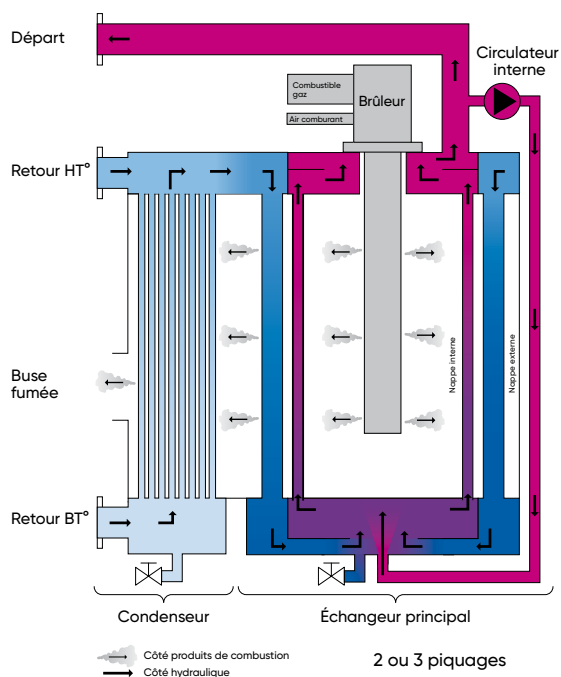 Départ
Circulateur
interne
Combustible
gaz
Brûleur
Air comburant
Retour HT°
Nappe interne
Nappe externe
Buse
fumée
Retour BT°
Condenseur
Échangeur principal
Côté produits de combustion
Côté hydraulique
2 ou 3 piquages